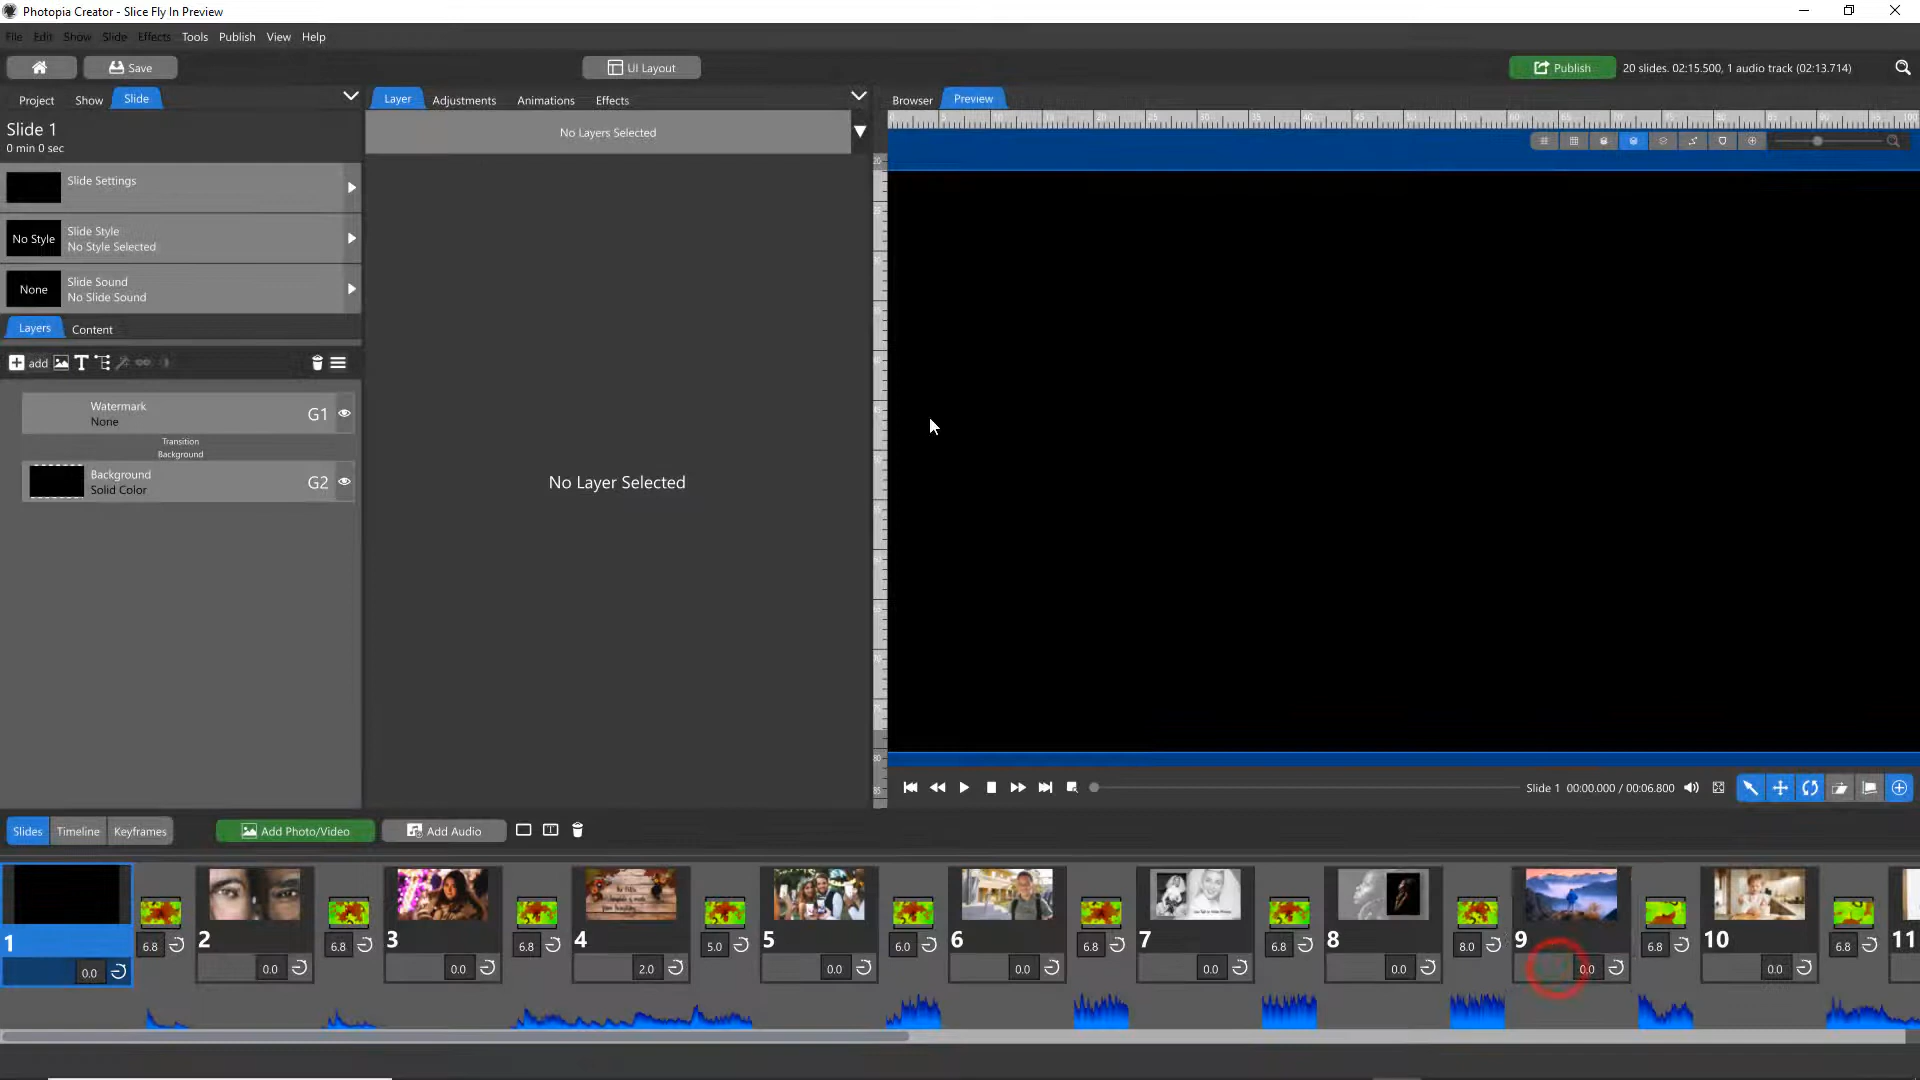 Photopia Creator - Slice Fly In Preview
File Edit Show Slide Effects Tools Publish View Help
Save
UI Layout
Publish
20 slides. 02:15.500, 1 audio track (02:13.714)
Project Show Slide
Layer Adjustments Animations Effects
Browser Preview
Slide 1
0 min 0 sec
No Layers Selected
Slide Settings
No Style
Slide Style
No Style Selected
None
Slide Sound
No Slide Sound
Layers Content
add
Watermark
None
G1
Transition
Background
Background
Solid Color
G2
No Layer Selected
Slide 1 00:00.000 / 00:06.800
Slides Timeline Keyframes
Add Photo/Video
Add Audio
1 2 3 4 5 6 7 8 9 10 11
6.8 6.8 6.8 5.0 6.0 6.8 6.8 8.0 6.8 6.8
0.0 0.0 0.0 2.0 0.0 0.0 0.0 0.0 0.0 0.0